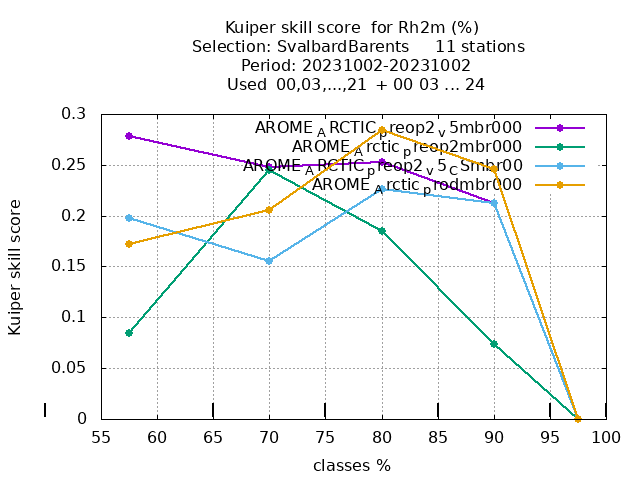 Kuiper skill score for Rh2m (%)
Selection: SvalbardBarents 11 stations
Period: 20231002-20231002
Used 00,03,...,21 + 00 03 ... 24
AROME_ARCTIC_preop2_v5mbr000
AROME_Arctic_preop2mbr000
AROME_ARCTIC_preop2_v5_CSmbr00
AROME_Arctic_prodmbr000
Kuiper skill score
0.3
0.25
0.2
0.15
0.1
0.05
0
55 60 65 70 75 80 85 90 95 100
classes %